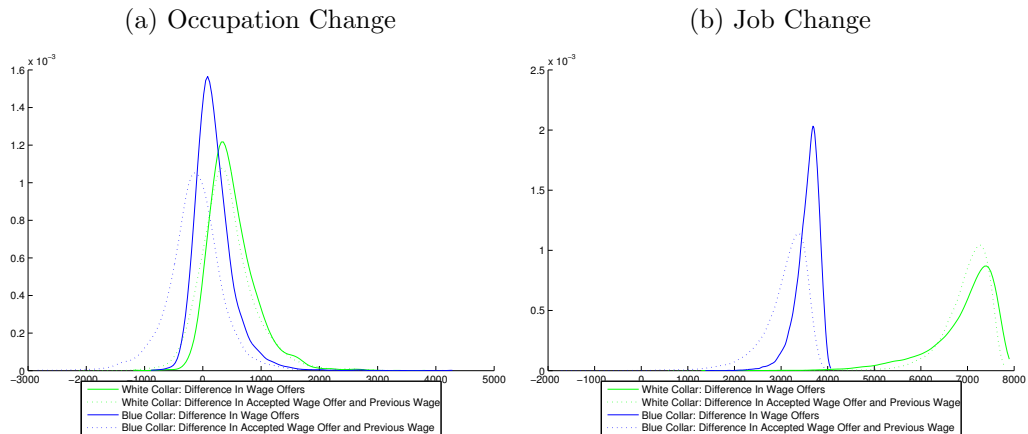 (a) Occupation Change
x 10⁻³
1.6
1.4
1.2
1
0.8
0.6
0.4
0.2
0
−3000 −2000 −1000 0 1000 2000 3000 4000 5000
White Collar: Difference In Wage Offers
White Collar: Difference In Accepted Wage Offer and Previous Wage
Blue Collar: Difference In Wage Offers
Blue Collar: Difference In Accepted Wage Offer and Previous Wage
(b) Job Change
x 10⁻³
2.5
2
1.5
1
0.5
0
−2000 −1000 0 1000 2000 3000 4000 5000 6000 7000 8000
White Collar: Difference In Wage Offers
White Collar: Difference In Accepted Wage Offer and Previous Wage
Blue Collar: Difference In Wage Offers
Blue Collar: Difference In Accepted Wage Offer and Previous Wage